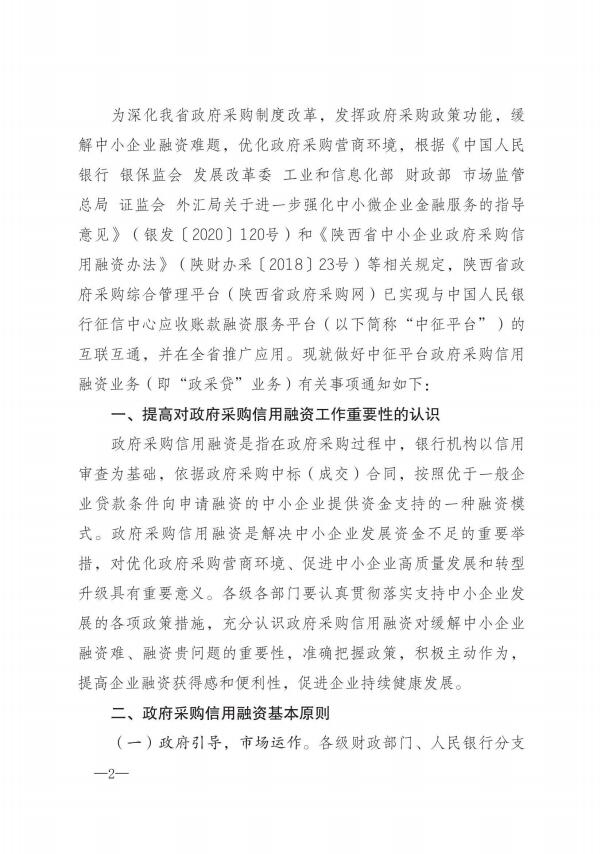 为深化我省政府采购制度改革，发挥政府采购政策功能，缓
解中小企业融资难题，优化政府采购营商环境，根据《中国人民
银行 银保监会 发展改革委 工业和信息化部 财政部 市场监管
总局 证监会 外汇局关于进一步强化中小微企业金融服务的指导
意见》（银发〔2020〕120号）和《陕西省中小企业政府采购信
用融资办法》（陕财办采〔2018〕23号）等相关规定，陕西省政
府采购综合管理平台（陕西省政府采购网）已实现与中国人民银
行征信中心应收账款融资服务平台（以下简称“中征平台”）的
互联互通，并在全省推广应用。现就做好中征平台政府采购信用
融资业务（即“政采贷”业务）有关事项通知如下：
一、提高对政府采购信用融资工作重要性的认识
政府采购信用融资是指在政府采购过程中，银行机构以信用
审查为基础，依据政府采购中标（成交）合同，按照优于一般企
业贷款条件向申请融资的中小企业提供资金支持的一种融资模
式。政府采购信用融资是解决中小企业发展资金不足的重要举
措，对优化政府采购营商环境、促进中小企业高质量发展和转型
升级具有重要意义。各级各部门要认真贯彻落实支持中小企业发
展的各项政策措施，充分认识政府采购信用融资对缓解中小企业
融资难、融资贵问题的重要性，准确把握政策，积极主动作为，
提高企业融资获得感和便利性，促进企业持续健康发展。
二、政府采购信用融资基本原则
（一）政府引导，市场运作。各级财政部门、人民银行分支
—2—